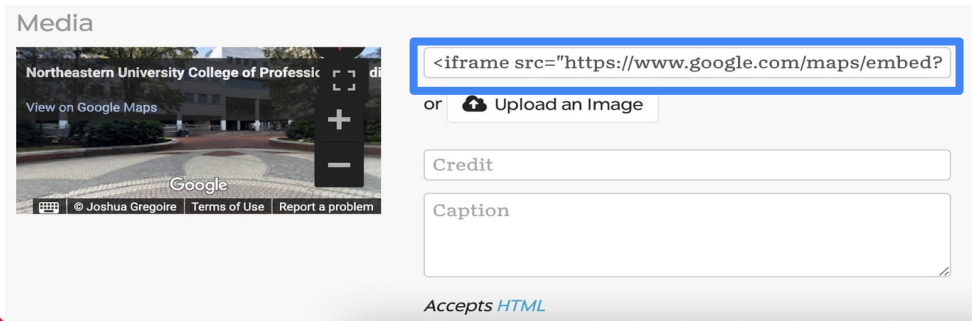 Media
Northeastern University College of Professio
View on Google Maps
Google
© Joshua Gregoire Terms of Use Report a problem
<iframe src="https://www.google.com/maps/embed?
or Upload an Image
Credit
Caption
Accepts HTML